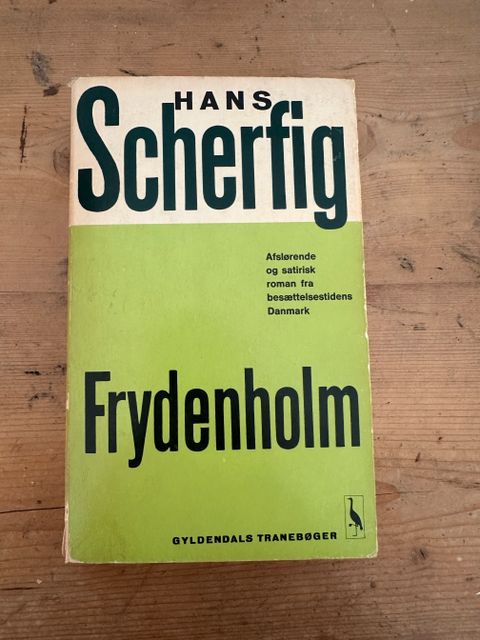 HANS
Scherfig
Afslørende
og satirisk
roman fra
besættelsestidens
Danmark
Frydenholm
GYLDENDALS TRANEBØGER